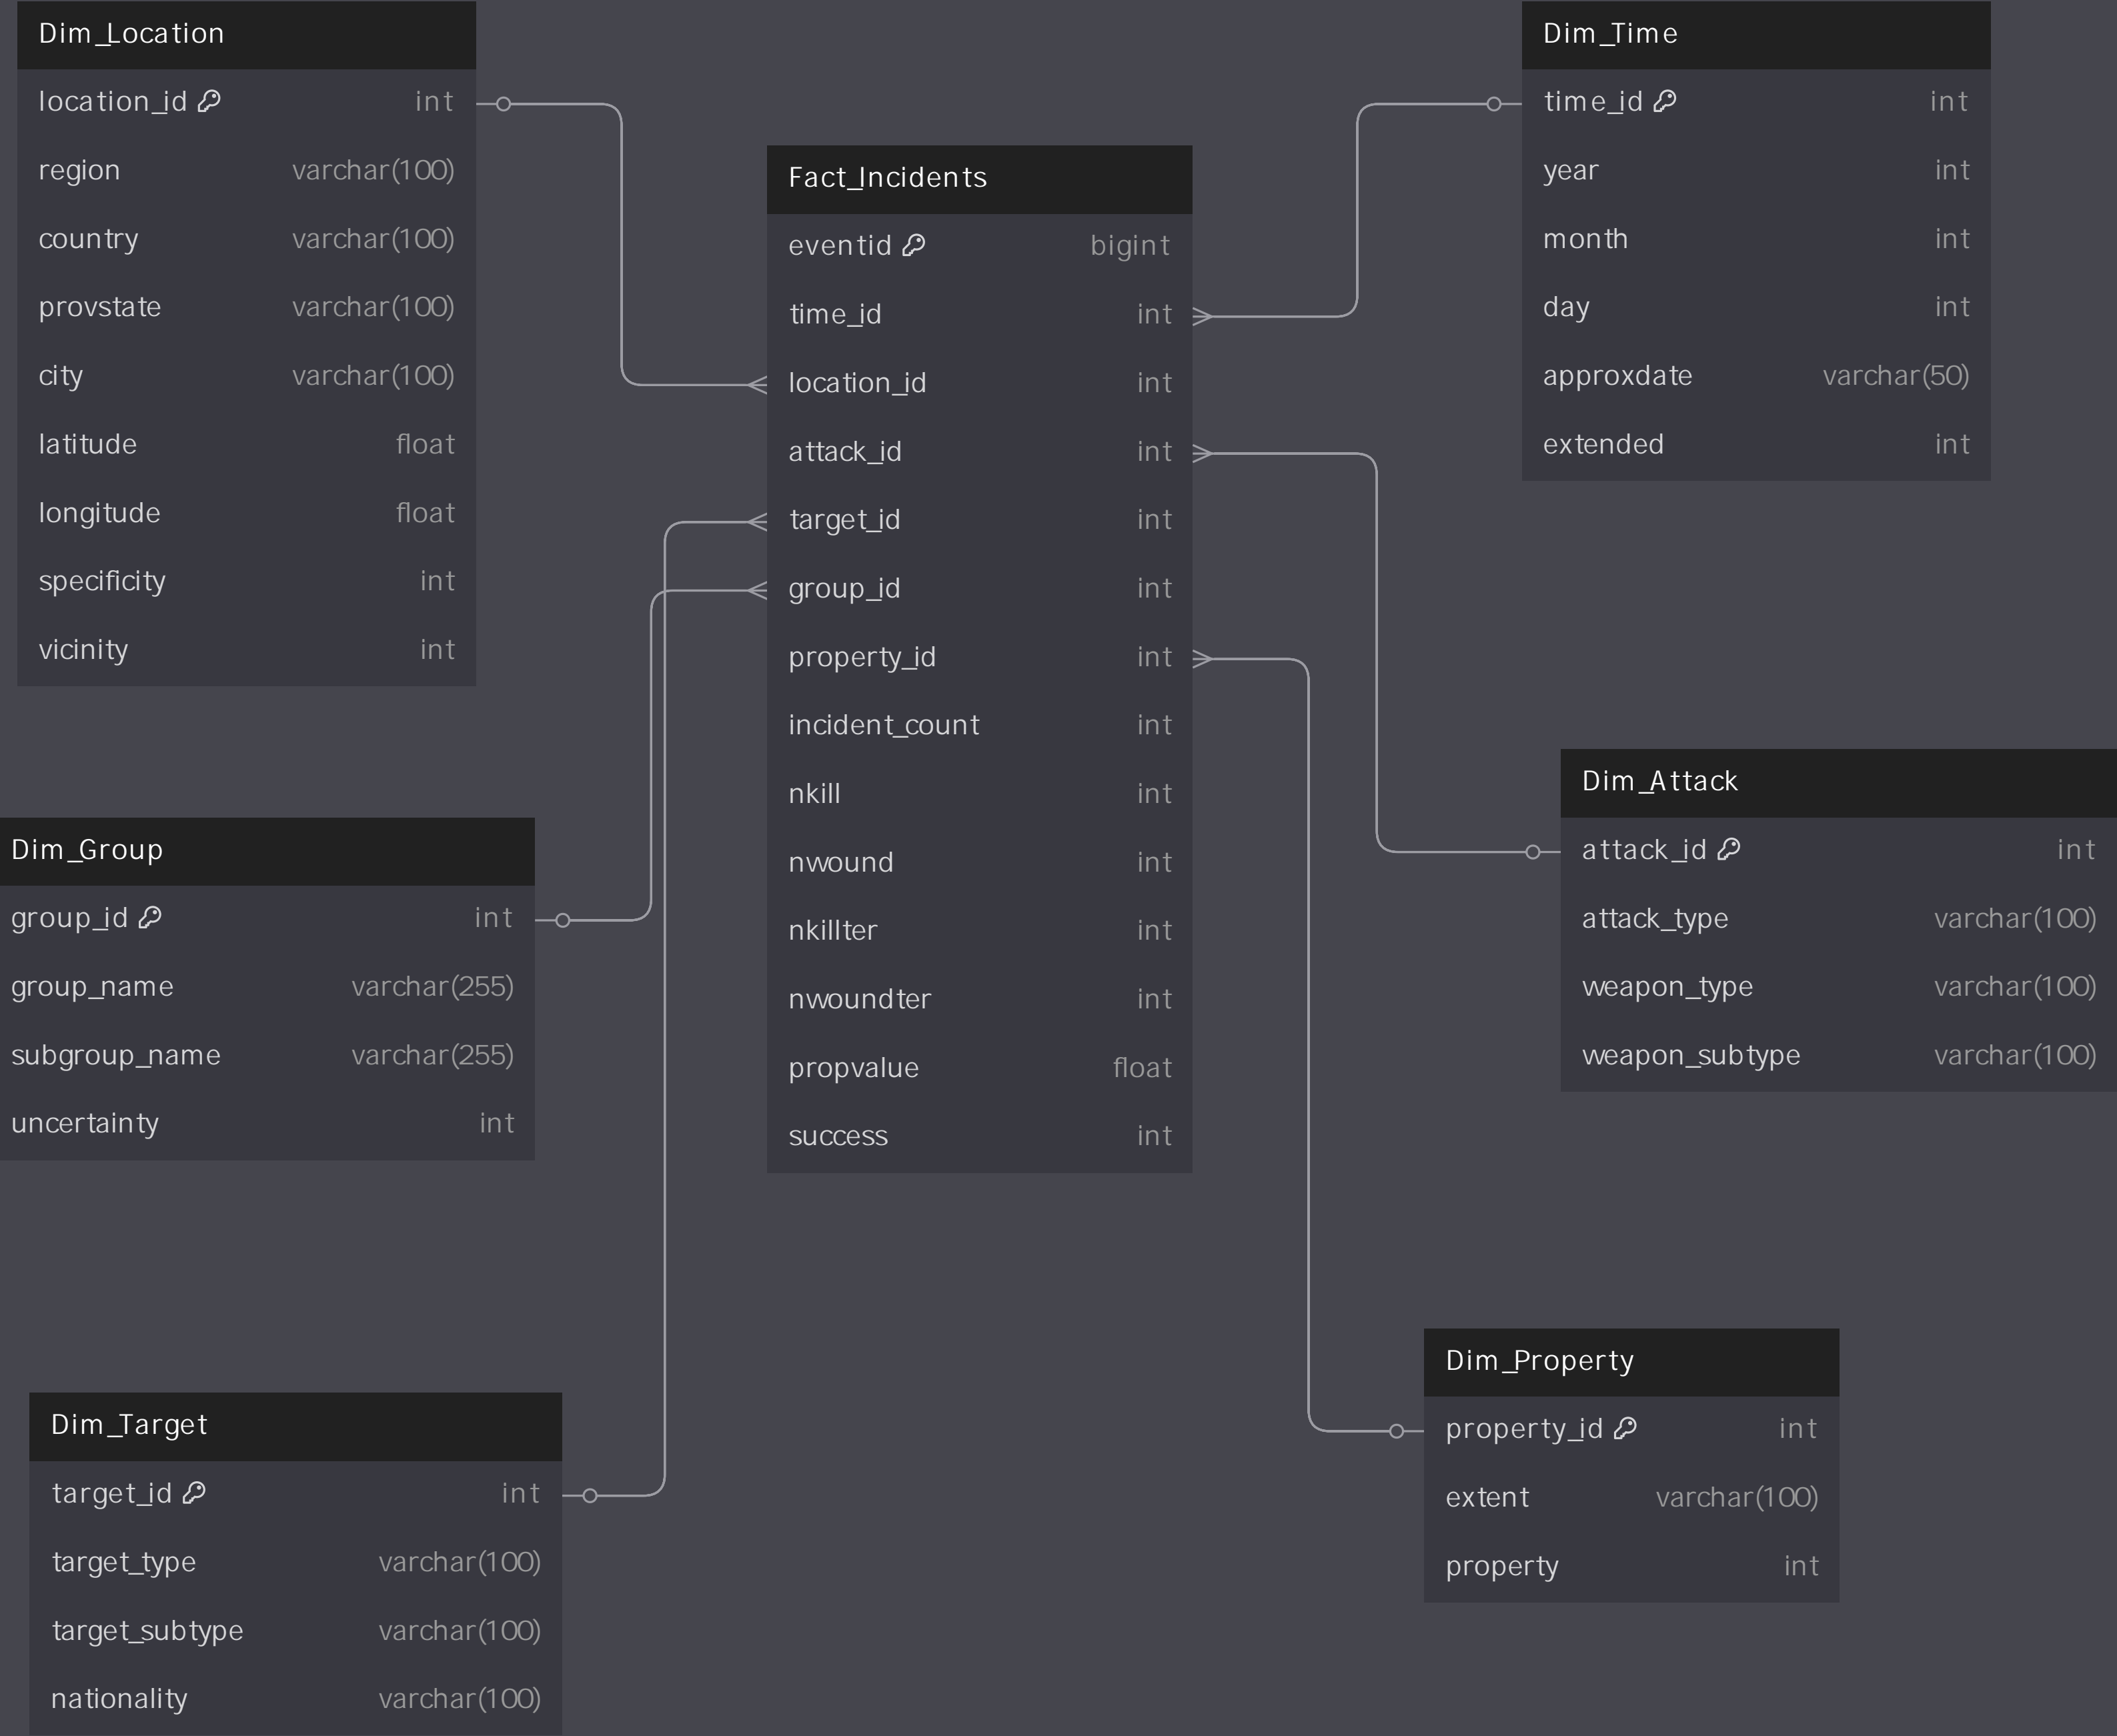 Dim_Location
location_id int
region varchar(100)
country varchar(100)
provstate varchar(100)
city varchar(100)
latitude float
longitude float
specificity int
vicinity int
Dim_Group
group_id int
group_name varchar(255)
subgroup_name varchar(255)
uncertainty int
Dim_Target
target_id int
target_type varchar(100)
target_subtype varchar(100)
nationality varchar(100)
Fact_Incidents
eventid bigint
time_id int
location_id int
attack_id int
target_id int
group_id int
property_id int
incident_count int
nkill int
nwound int
nkillter int
nwoundter int
propvalue float
success int
Dim_Time
time_id int
year int
month int
day int
approxdate varchar(50)
extended int
Dim_Attack
attack_id int
attack_type varchar(100)
weapon_type varchar(100)
weapon_subtype varchar(100)
Dim_Property
property_id int
extent varchar(100)
property int